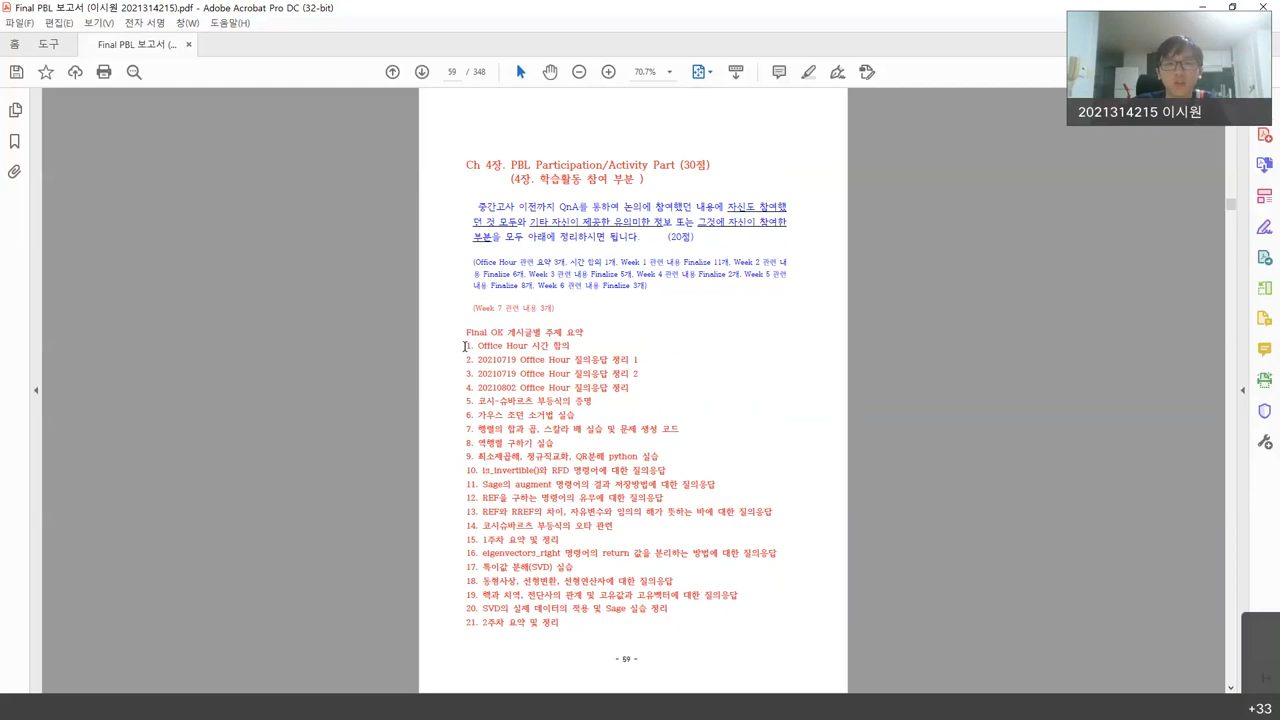 Final PBL 보고서 (이시원 2021314215).pdf - Adobe Acrobat Pro DC (32-bit)
파일(F) 편집(E) 보기(V) 전자 서명 창(W) 도움말(H)
홈 도구 Final PBL 보고서 (... ×
59 / 348 70.7%
2021314215 이시원
Ch 4장. PBL Participation/Activity Part (30점)
(4장. 학습활동 참여 부분 )
중간고사 이전까지 QnA를 통하여 논의에 참여했던 내용에 자신도 참여했
던 것 모두와 기타 자신이 제공한 유의미한 정보 또는 그것에 자신이 참여한
부분을 모두 아래에 정리하시면 됩니다. (20점)
(Office Hour 관련 요약 3개, 시간 합의 1개, Week 1 관련 내용 Finalize 11개, Week 2 관련 내
용 Finalize 6개, Week 3 관련 내용 Finalize 5개, Week 4 관련 내용 Finalize 2개, Week 5 관련
내용 Finalize 8개, Week 6 관련 내용 Finalize 3개)
(Week 7 관련 내용 3개)
Final OK 게시글별 주제 요약
1. Office Hour 시간 합의
2. 20210719 Office Hour 질의응답 정리 1
3. 20210719 Office Hour 질의응답 정리 2
4. 20210802 Office Hour 질의응답 정리
5. 코시-슈바르츠 부등식의 증명
6. 가우스 조던 소거법 실습
7. 행렬의 합과 곱, 스칼라 배 실습 및 문제 생성 코드
8. 역행렬 구하기 실습
9. 최소제곱해, 정규직교화, QR분해 python 실습
10. is_invertible()와 RFD 명령어에 대한 질의응답
11. Sage의 augment 명령어의 결과 저장방법에 대한 질의응답
12. REF을 구하는 명령어의 유무에 대한 질의응답
13. REF와 RREF의 차이, 자유변수와 임의의 해가 뜻하는 바에 대한 질의응답
14. 코시슈바르츠 부등식의 오타 관련
15. 1주차 요약 및 정리
16. eigenvectors_right 명령어의 return 값을 분리하는 방법에 대한 질의응답
17. 특이값 분해(SVD) 실습
18. 동형사상, 선형변환, 선형연산자에 대한 질의응답
19. 핵과 치역, 전단사의 관계 및 고유값과 고유벡터에 대한 질의응답
20. SVD의 실제 데이터의 적용 및 Sage 실습 정리
21. 2주차 요약 및 정리
- 59 -
+33